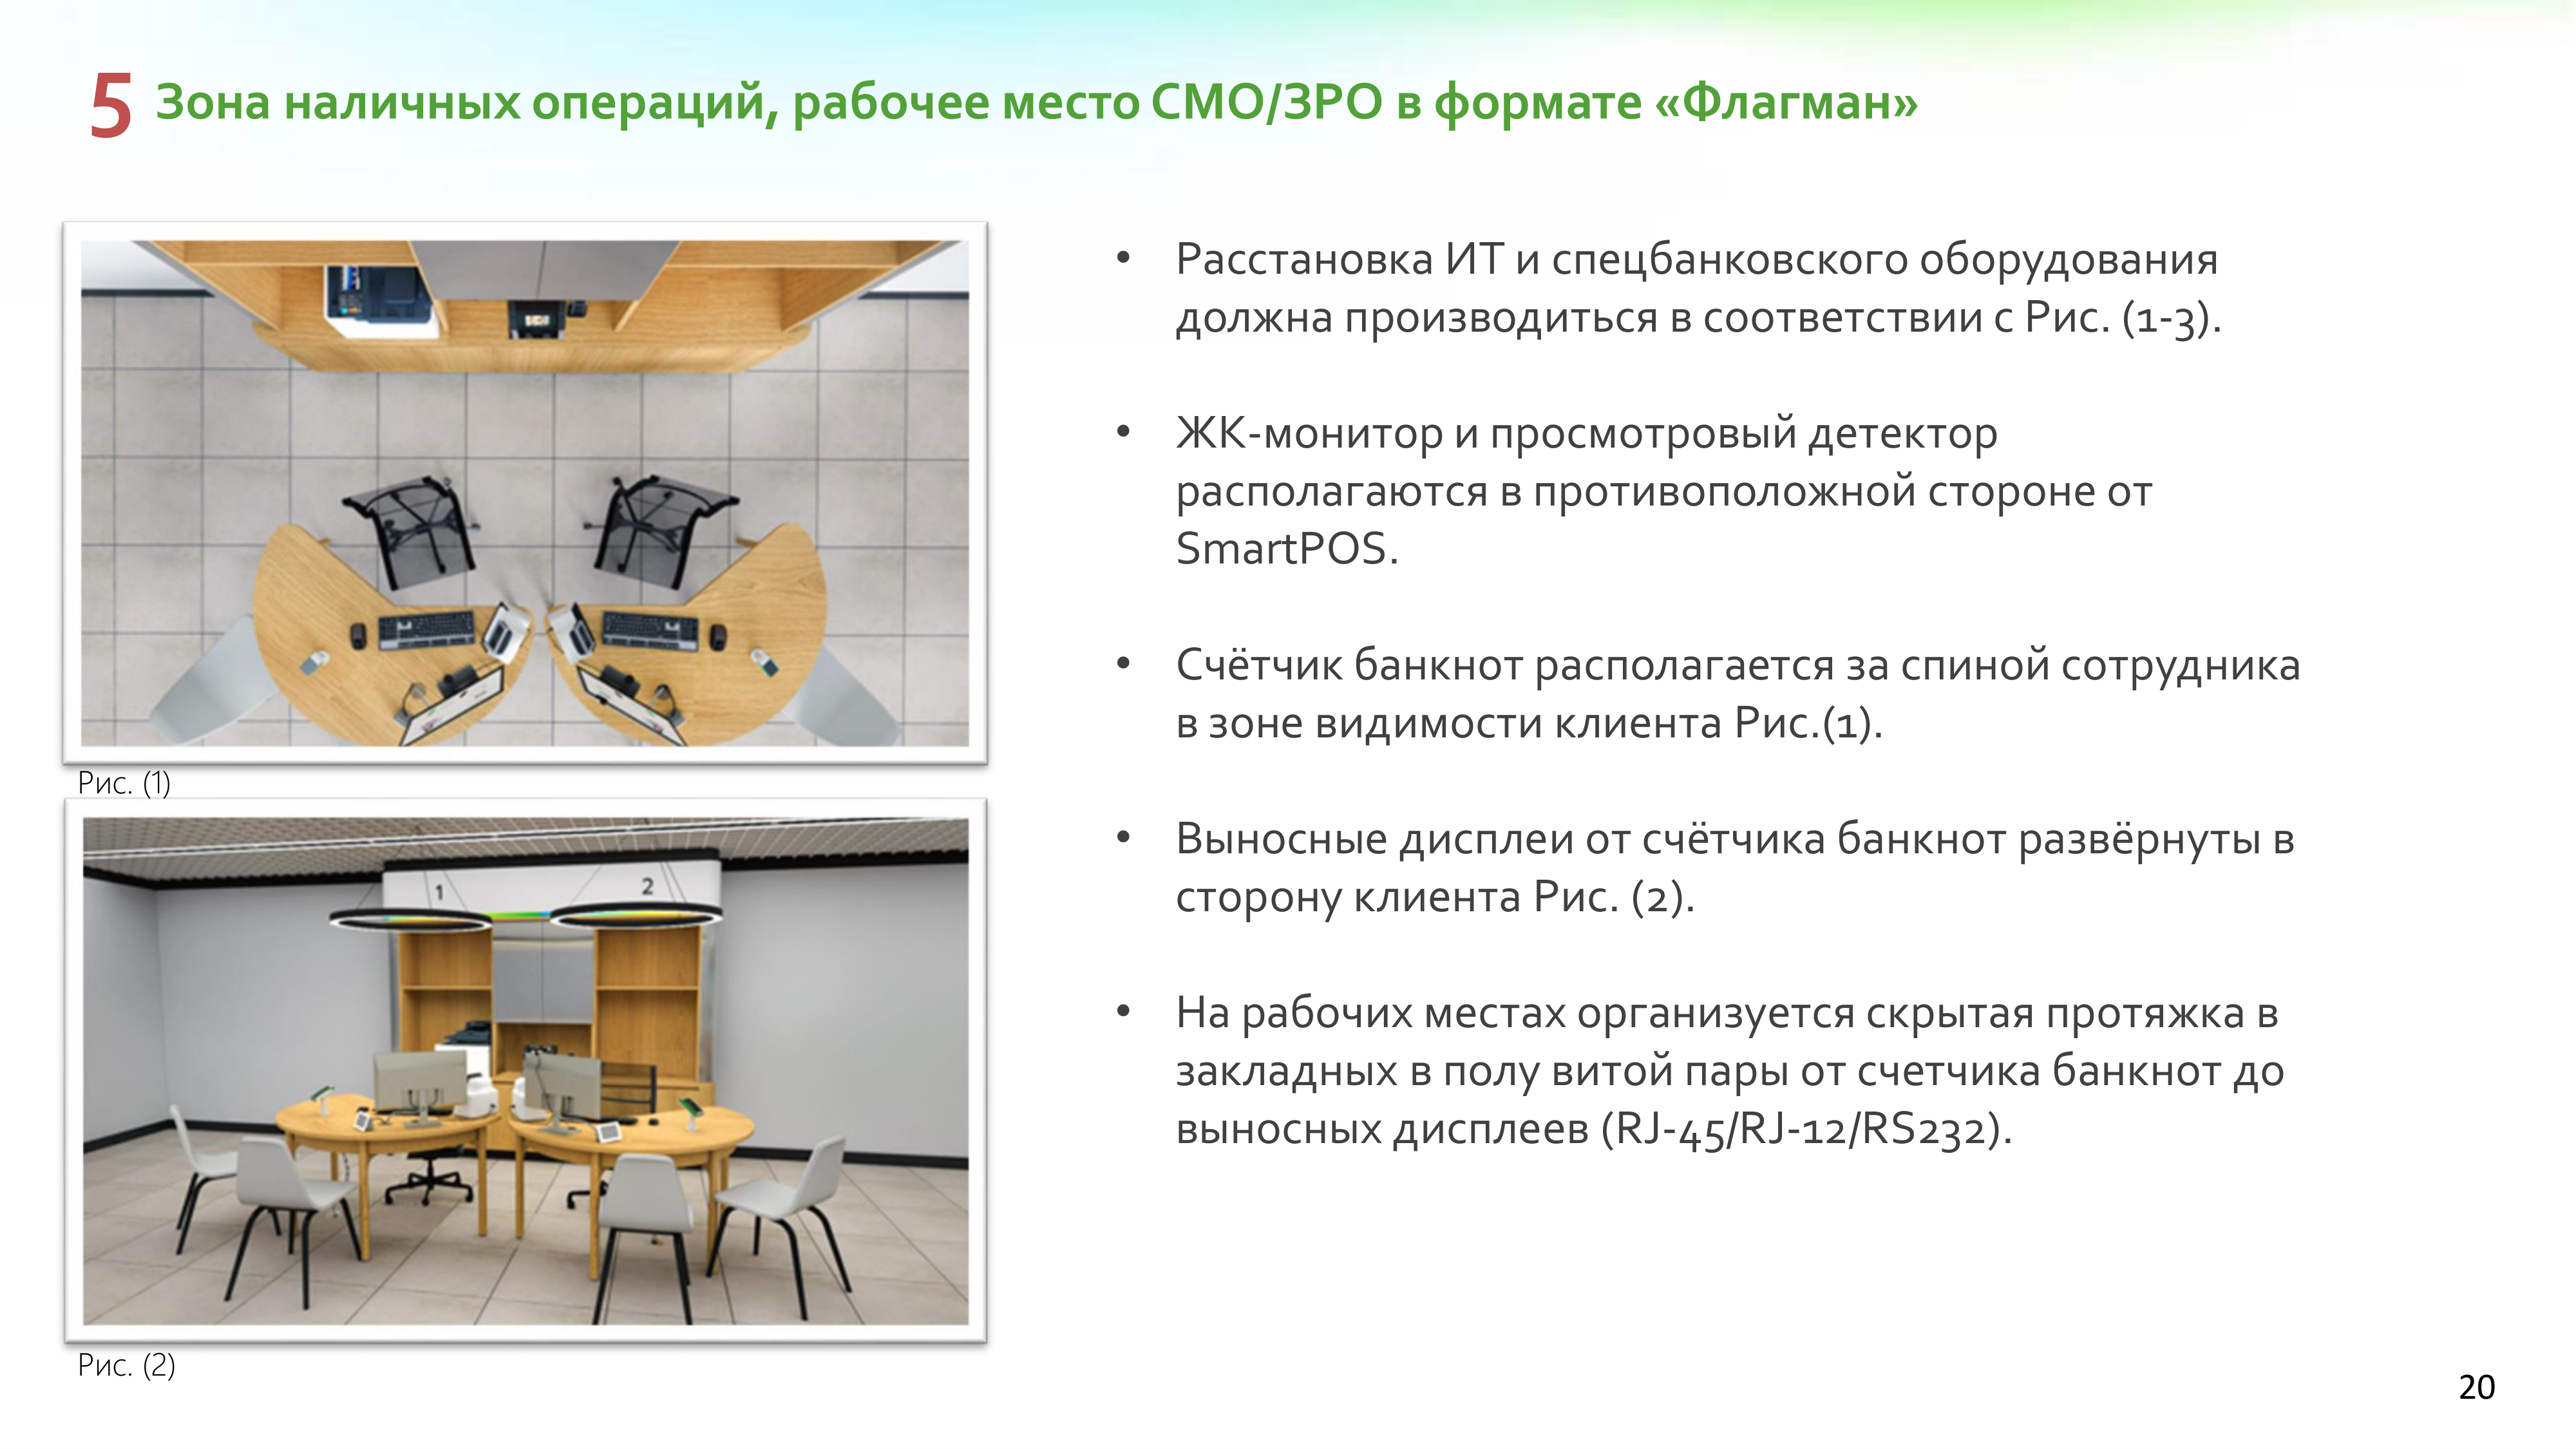 5 Зона наличных операций, рабочее место СМО/ЗРО в формате «Флагман»
Рис. (1)
1 2
Рис. (2)
• Расстановка ИТ и спецбанковского оборудования
должна производиться в соответствии с Рис. (1-3).
• ЖК-монитор и просмотровый детектор
располагаются в противоположной стороне от
SmartPOS.
• Счётчик банкнот располагается за спиной сотрудника
в зоне видимости клиента Рис.(1).
• Выносные дисплеи от счётчика банкнот развёрнуты в
сторону клиента Рис. (2).
• На рабочих местах организуется скрытая протяжка в
закладных в полу витой пары от счетчика банкнот до
выносных дисплеев (RJ-45/RJ-12/RS232).
20